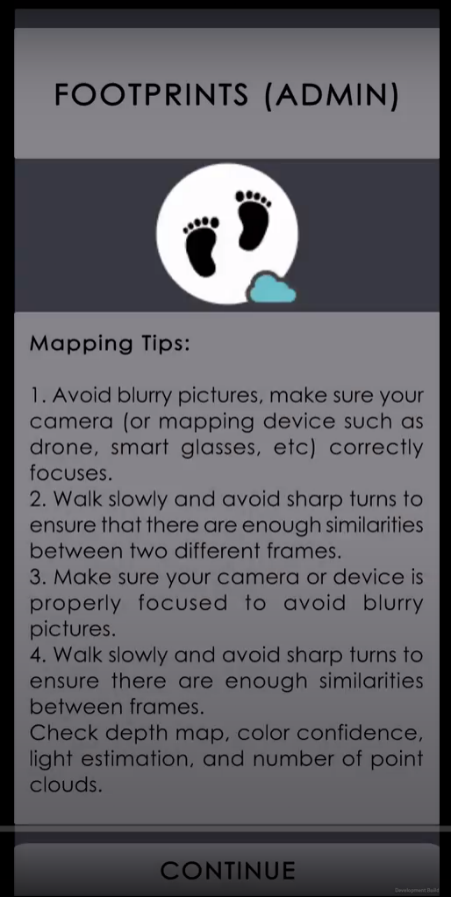 FOOTPRINTS (ADMIN)
Mapping Tips:
1. Avoid blurry pictures, make sure your
camera (or mapping device such as
drone, smart glasses, etc) correctly
focuses.
2. Walk slowly and avoid sharp turns to
ensure that there are enough similarities
between two different frames.
3. Make sure your camera or device is
properly focused to avoid blurry
pictures.
4. Walk slowly and avoid sharp turns to
ensure there are enough similarities
between frames.
Check depth map, color confidence,
light estimation, and number of point
clouds.
CONTINUE
Development Build